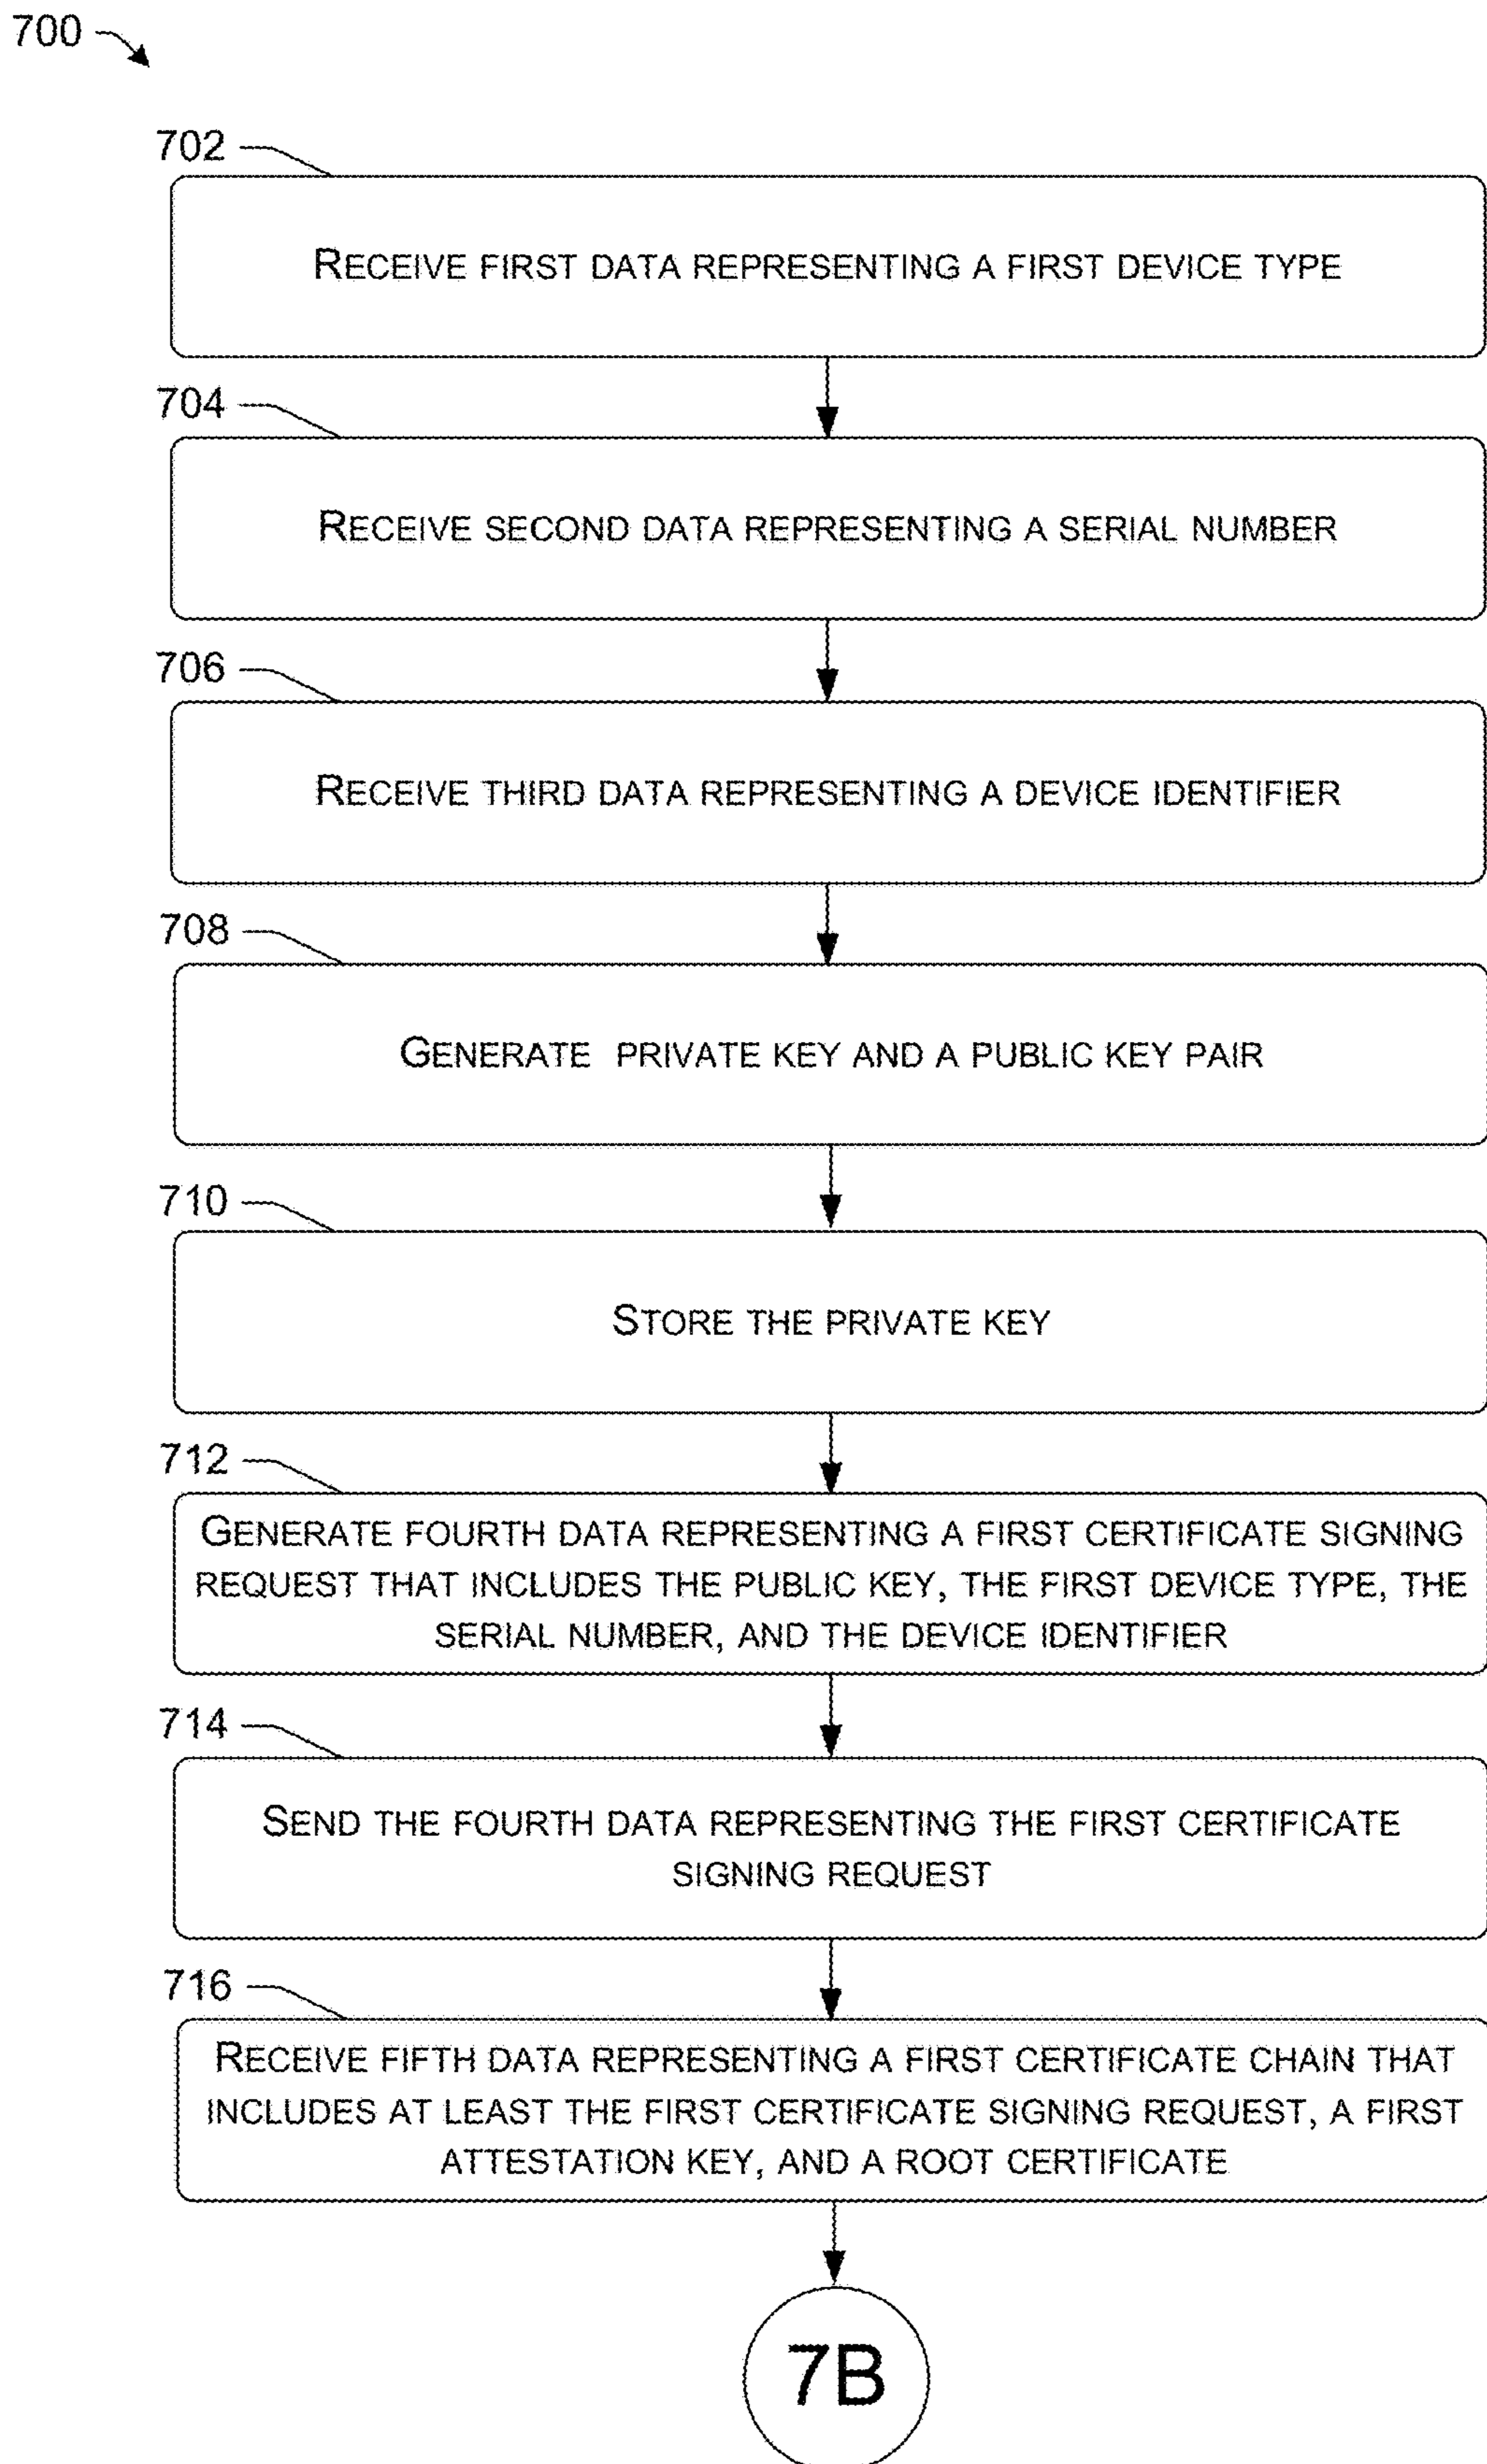 700
702
RECEIVE FIRST DATA REPRESENTING A FIRST DEVICE TYPE
704
RECEIVE SECOND DATA REPRESENTING A SERIAL NUMBER
706
RECEIVE THIRD DATA REPRESENTING A DEVICE IDENTIFIER
708
GENERATE PRIVATE KEY AND A PUBLIC KEY PAIR
710
STORE THE PRIVATE KEY
712
GENERATE FOURTH DATA REPRESENTING A FIRST CERTIFICATE SIGNING
REQUEST THAT INCLUDES THE PUBLIC KEY, THE FIRST DEVICE TYPE, THE
SERIAL NUMBER, AND THE DEVICE IDENTIFIER
714
SEND THE FOURTH DATA REPRESENTING THE FIRST CERTIFICATE
SIGNING REQUEST
716
RECEIVE FIFTH DATA REPRESENTING A FIRST CERTIFICATE CHAIN THAT
INCLUDES AT LEAST THE FIRST CERTIFICATE SIGNING REQUEST, A FIRST
ATTESTATION KEY, AND A ROOT CERTIFICATE
7B